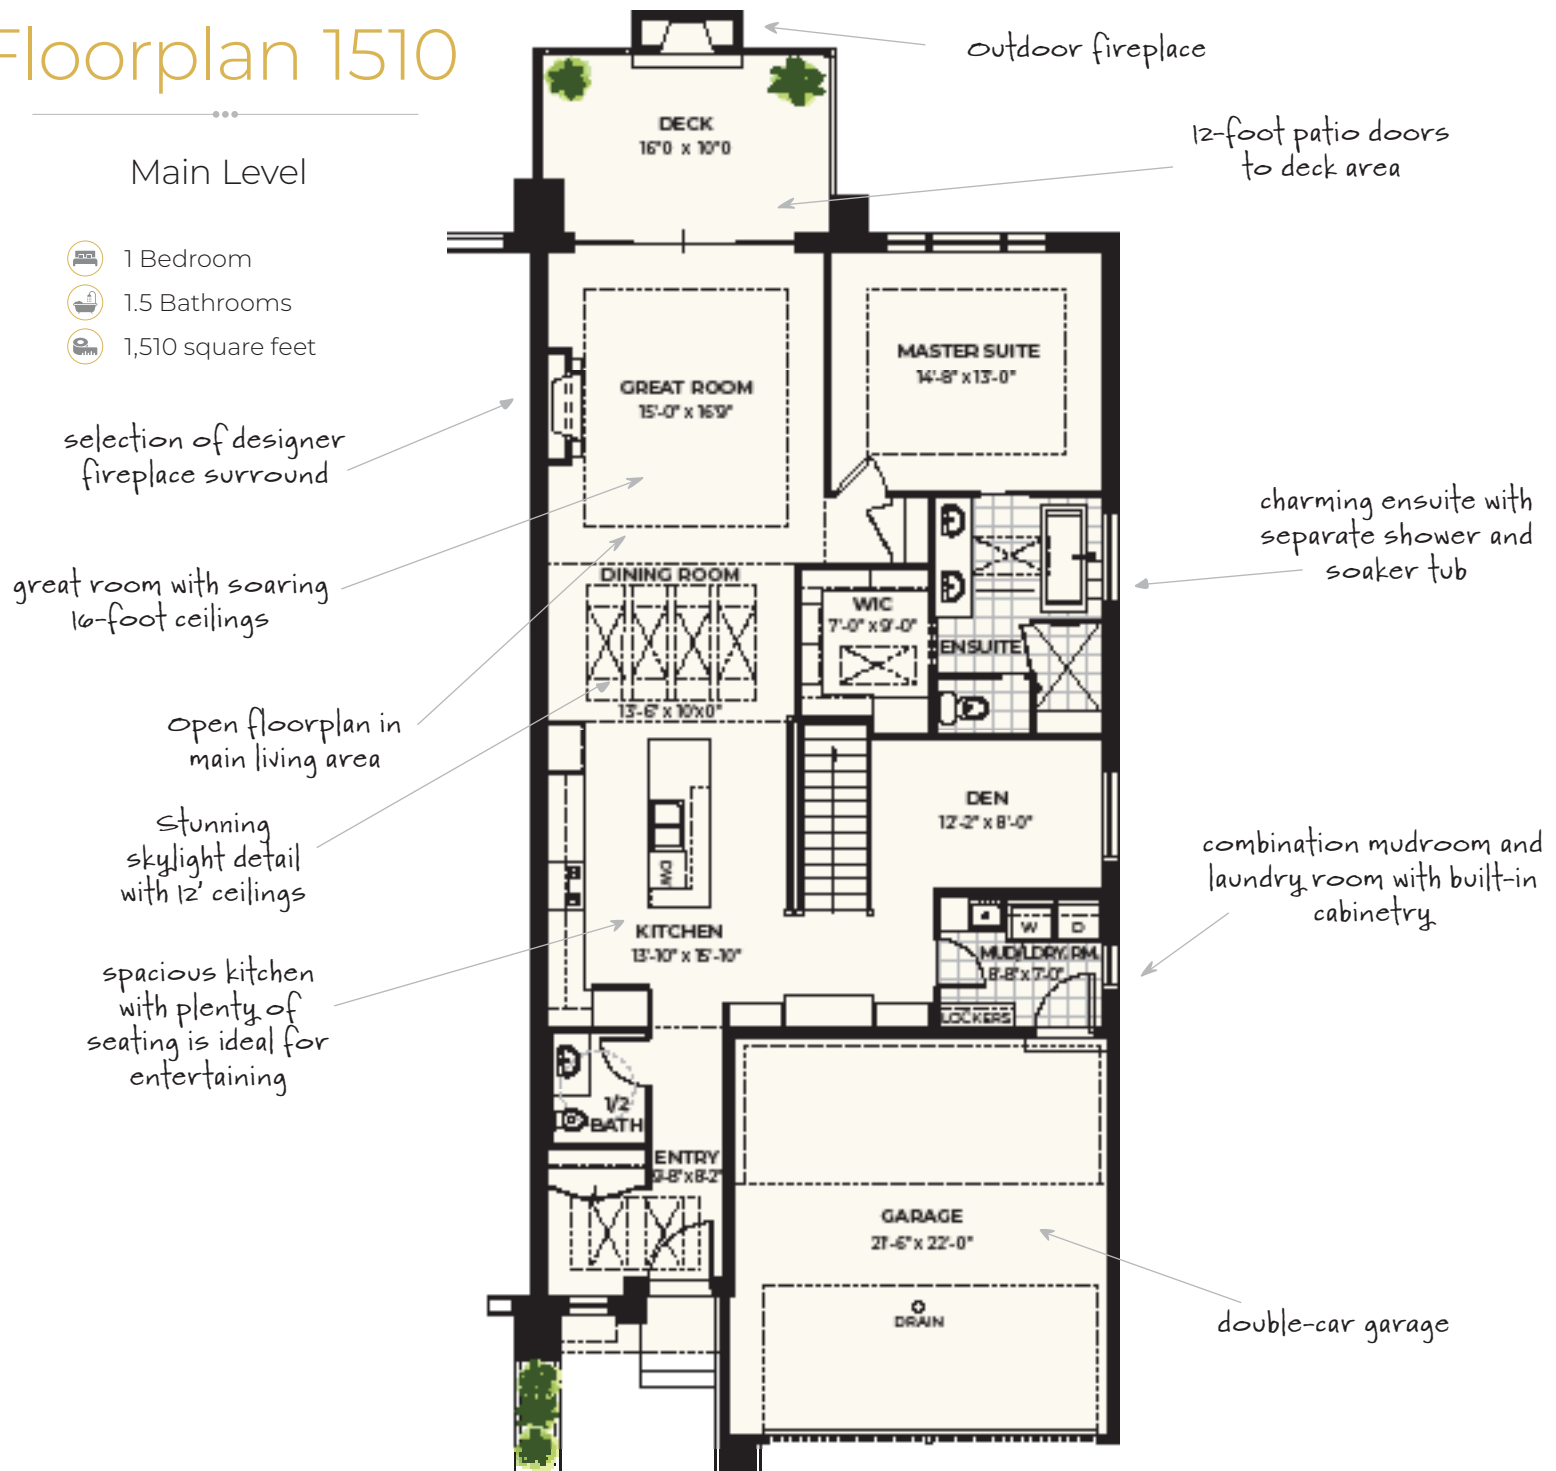 Floorplan 1510
Main Level
1 Bedroom
1.5 Bathrooms
1,510 square feet
Outdoor fireplace
12-foot patio doors
to deck area
DECK
16'0 x 10'0
GREAT ROOM
15'-0" x 16'9"
MASTER SUITE
14'-8" x 13'-0"
selection of designer
fireplace surround
great room with soaring
16-foot ceilings
charming ensuite with
separate shower and
soaker tub
DINING ROOM
13'-6" x 10'x0"
WIC
7'-0" x 9'-0"
ENSUITE
Open floorplan in
main living area
Stunning
skylight detail
with 12' ceilings
DEN
12'-2" x 8'-0"
DW
combination mudroom and
laundry room with built-in
cabinetry
KITCHEN
13'-10" x 15'-10"
W
D
MUD/LDRY. RM.
8'-8" x 7'-0"
LOCKERS
spacious kitchen
with plenty of
seating is ideal for
entertaining
1/2
BATH
ENTRY
9'-8" x 8'-2"
GARAGE
21'-6" x 22'-0"
DRAIN
double-car garage